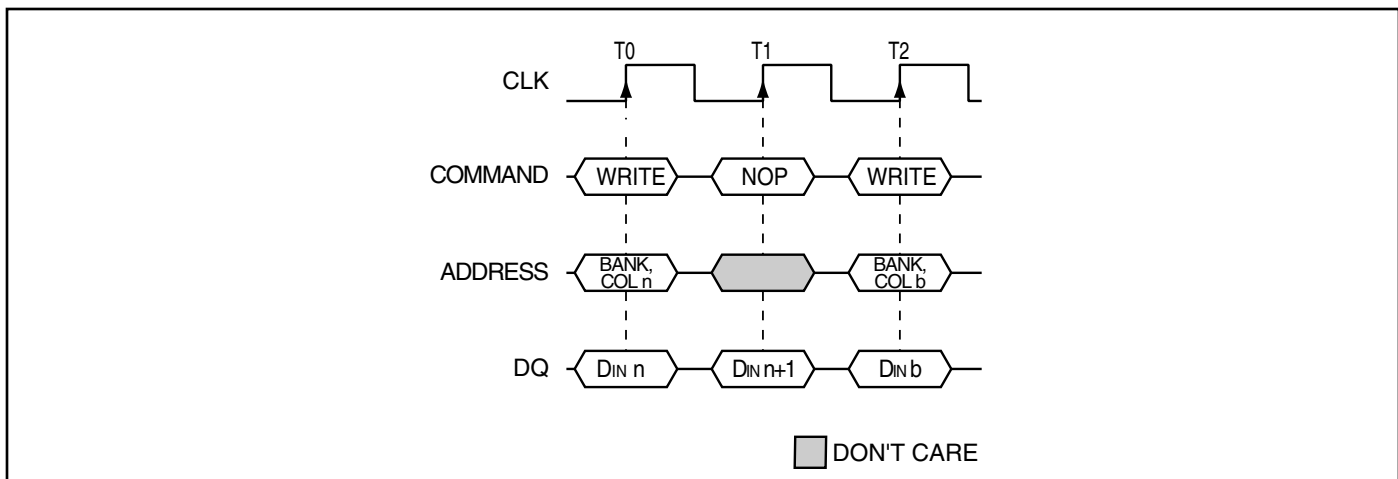 T0 T1 T2
CLK
COMMAND WRITE NOP WRITE
ADDRESS BANK, COL n BANK, COL b
DQ DIN n DIN n+1 DIN b
DON'T CARE